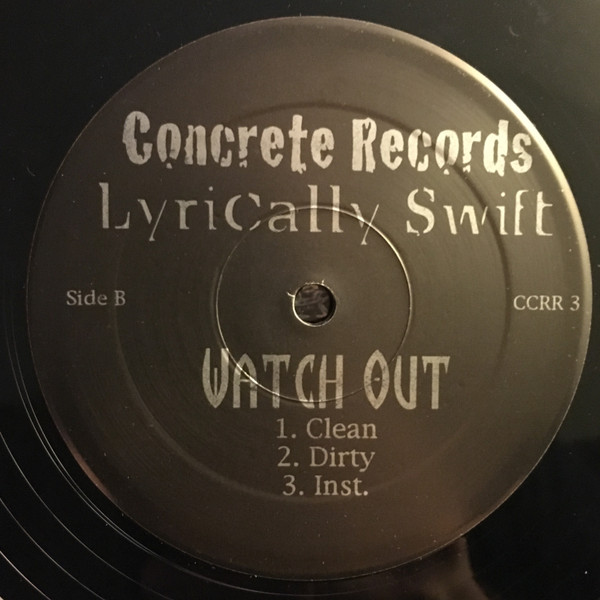 Concrete Records
Lyrically Swift
Side B
CCRR 3
WATCH OUT
1. Clean
2. Dirty
3. Inst.